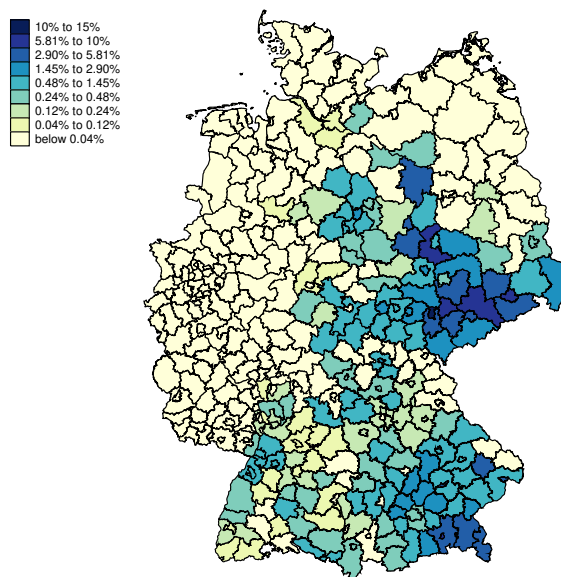 10% to 15%
5.81% to 10%
2.90% to 5.81%
1.45% to 2.90%
0.48% to 1.45%
0.24% to 0.48%
0.12% to 0.24%
0.04% to 0.12%
below 0.04%